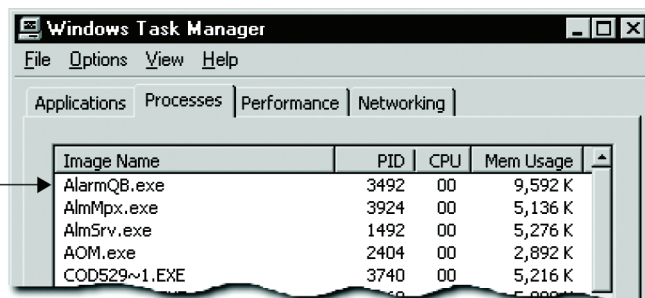 Windows Task Manager
File Options View Help
Applications Processes Performance Networking
Image Name PID CPU Mem Usage
AlarmQB.exe 3492 00 9,592 K
AlmMpx.exe 3924 00 5,136 K
AlmSrv.exe 1492 00 5,276 K
AOM.exe 2404 00 2,892 K
COD529~1.EXE 3740 00 5,216 K